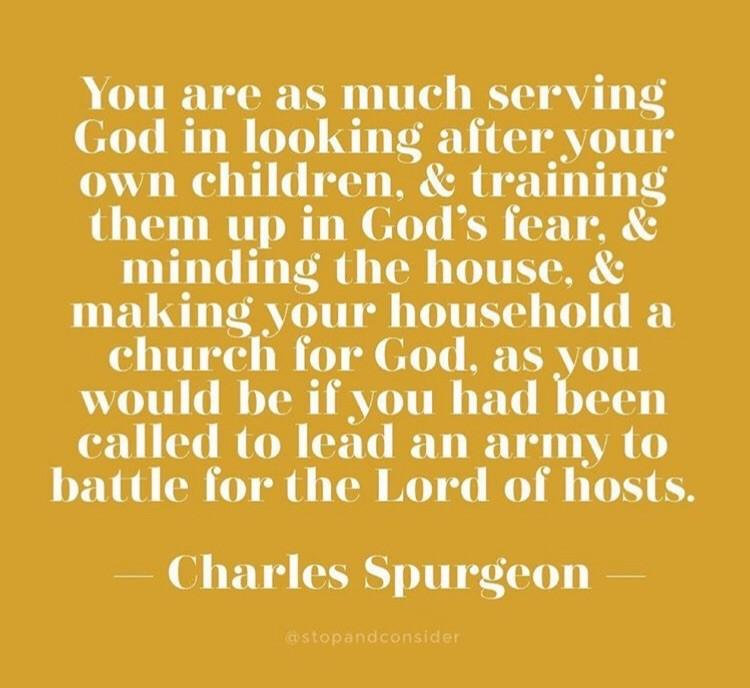 You are as much serving
God in looking after your
own children, & training
them up in God's fear, &
minding the house, &
making your household a
church for God, as you
would be if you had been
called to lead an army to
battle for the Lord of hosts.
— Charles Spurgeon —
@stopandconsider